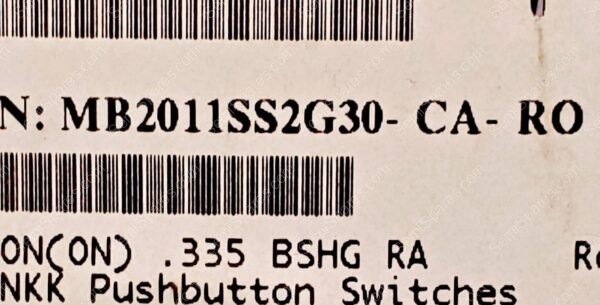 N: MB2011SS2G30- CA- RO
ON(ON) .335 BSHG RA
NKK Pushbutton Switches